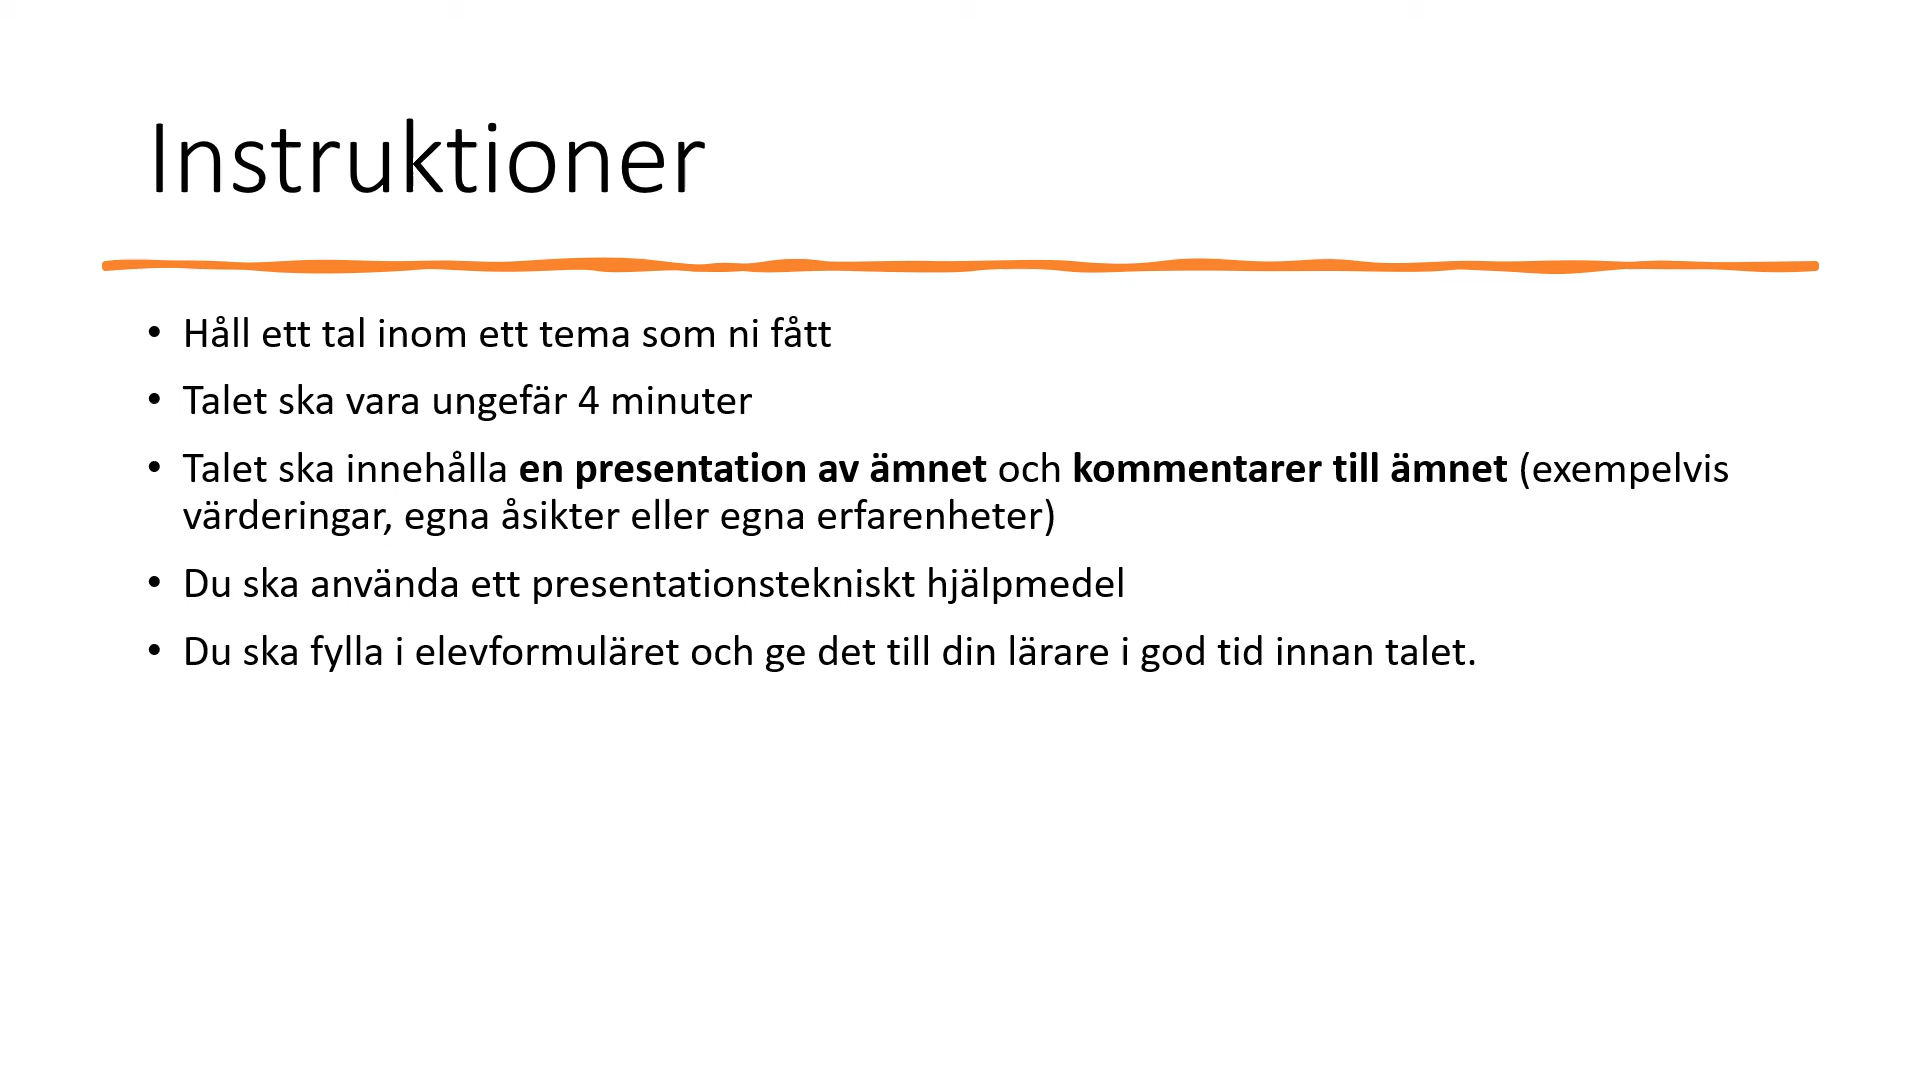 Instruktioner
• Håll ett tal inom ett tema som ni fått
• Talet ska vara ungefär 4 minuter
• Talet ska innehålla en presentation av ämnet och kommentarer till ämnet (exempelvis
värderingar, egna åsikter eller egna erfarenheter)
• Du ska använda ett presentationstekniskt hjälpmedel
• Du ska fylla i elevformuläret och ge det till din lärare i god tid innan talet.